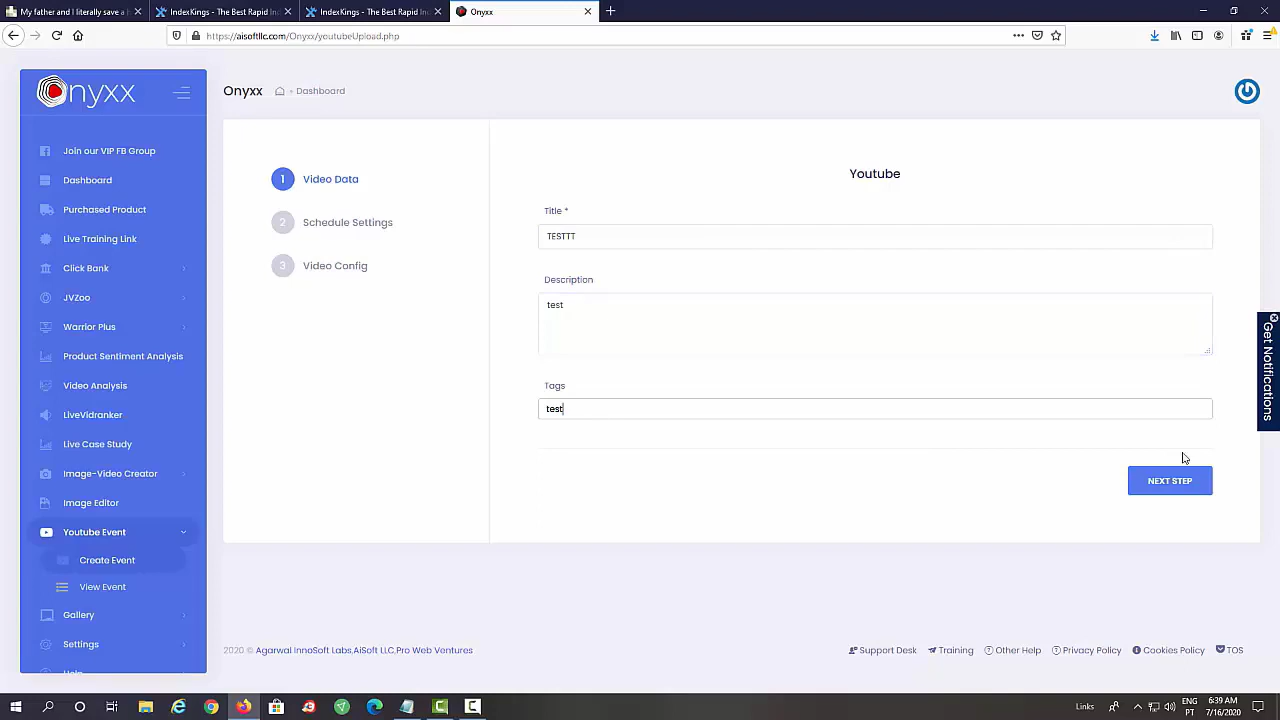 My father and I literally save a b
IndexKings - The Best Rapid In
IndexKings - The Best Rapid In
Onyxx
https://aisoftllc.com/Onyxx/youtubeUpload.php
Onyxx
Onyxx Dashboard
Join our VIP FB Group
Dashboard
Purchased Product
Live Training Link
Click Bank
JVZoo
Warrior Plus
Product Sentiment Analysis
Video Analysis
LiveVidranker
Live Case Study
Image-Video Creator
Image Editor
Youtube Event
Create Event
View Event
Gallery
Settings
Help
1 Video Data
2 Schedule Settings
3 Video Config
Youtube
Title *
TESTTT
Description
test
Tags
test
NEXT STEP
Get Notifications
2020 © Agarwal InnoSoft Labs,AiSoft LLC,Pro Web Ventures
Support Desk Training Other Help Privacy Policy Cookies Policy TOS
Links
ENG
PT
6:39 AM
7/16/2020